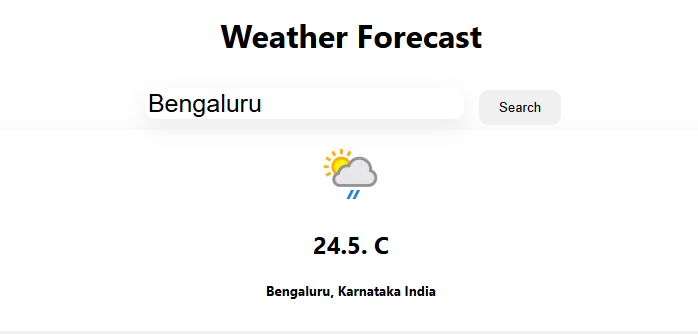 Weather Forecast
Bengaluru Search
24.5. C
Bengaluru, Karnataka India